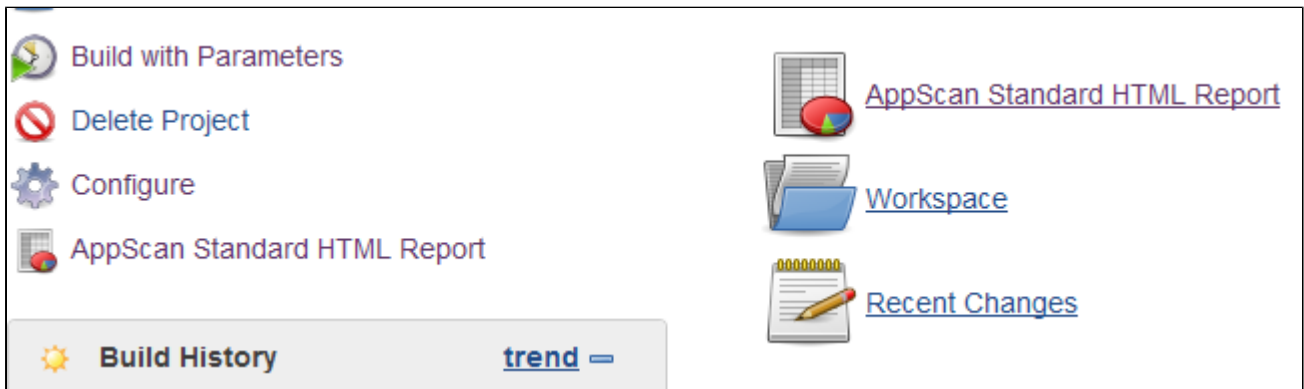 Build with Parameters
Delete Project
Configure
AppScan Standard HTML Report
Build History trend
AppScan Standard HTML Report
Workspace
Recent Changes